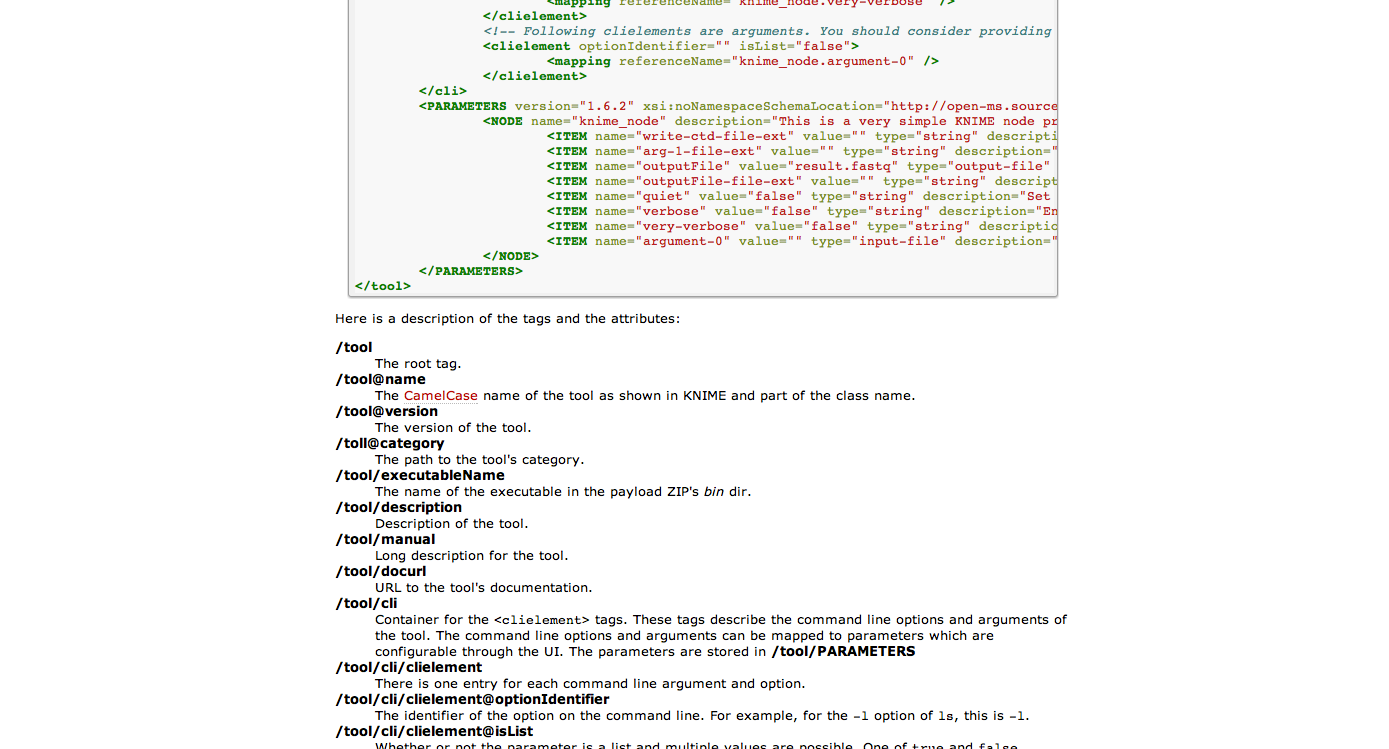 <mapping referenceName="knime_node.very-verbose" />
</clielement>
<!-- Following clielements are arguments. You should consider providing
<clielement optionIdentifier="" isList="false">
<mapping referenceName="knime_node.argument-0" />
</clielement>
</cli>
<PARAMETERS version="1.6.2" xsi:noNamespaceSchemaLocation="http://open-ms.source
<NODE name="knime_node" description="This is a very simple KNIME node pr
<ITEM name="write-ctd-file-ext" value="" type="string" descripti
<ITEM name="arg-1-file-ext" value="" type="string" description="
<ITEM name="outputFile" value="result.fastq" type="output-file"
<ITEM name="outputFile-file-ext" value="" type="string" descript
<ITEM name="quiet" value="false" type="string" description="Set
<ITEM name="verbose" value="false" type="string" description="En
<ITEM name="very-verbose" value="false" type="string" descriptio
<ITEM name="argument-0" value="" type="input-file" description="
</NODE>
</PARAMETERS>
</tool>
Here is a description of the tags and the attributes:
/tool
The root tag.
/tool@name
The CamelCase name of the tool as shown in KNIME and part of the class name.
/tool@version
The version of the tool.
/toll@category
The path to the tool's category.
/tool/executableName
The name of the executable in the payload ZIP's bin dir.
/tool/description
Description of the tool.
/tool/manual
Long description for the tool.
/tool/docurl
URL to the tool's documentation.
/tool/cli
Container for the <clielement> tags. These tags describe the command line options and arguments of
the tool. The command line options and arguments can be mapped to parameters which are
configurable through the UI. The parameters are stored in /tool/PARAMETERS
/tool/cli/clielement
There is one entry for each command line argument and option.
/tool/cli/clielement@optionIdentifier
The identifier of the option on the command line. For example, for the -l option of ls, this is -l.
/tool/cli/clielement@isList
Whether or not the parameter is a list and multiple values are possible. One of true and false.